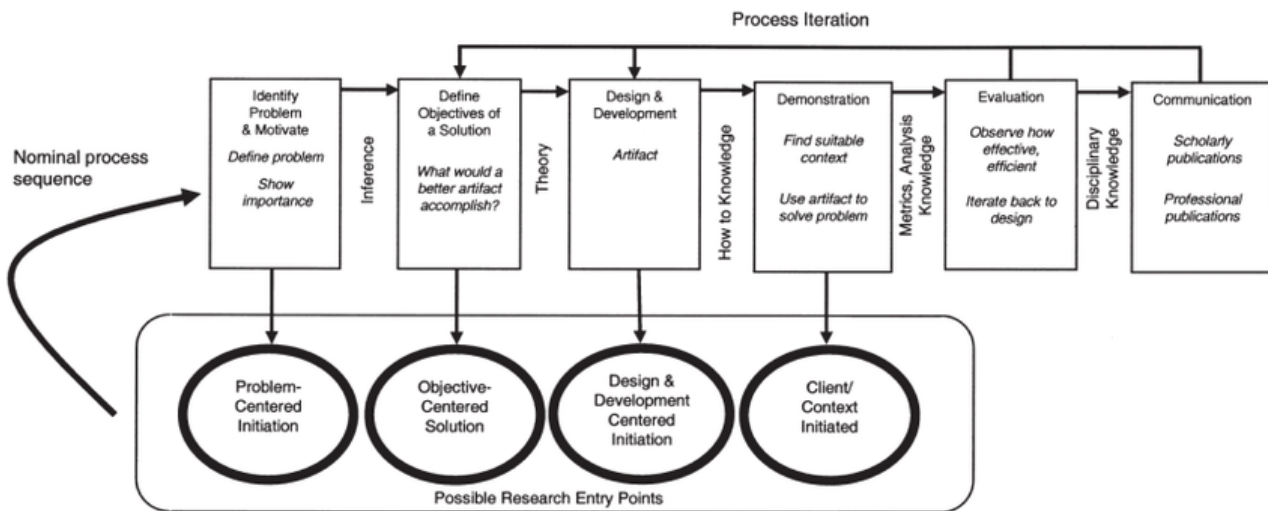 Process Iteration
Nominal process
sequence
Identify
Problem
& Motivate
Define problem
Show
importance
Inference
Define
Objectives of
a Solution
What would a
better artifact
accomplish?
Theory
Design &
Development
Artifact
How to Knowledge
Demonstration
Find suitable
context
Use artifact to
solve problem
Metrics, Analysis
Knowledge
Evaluation
Observe how
effective,
efficient
Iterate back to
design
Disciplinary
Knowledge
Communication
Scholarly
publications
Professional
publications
Problem-
Centered
Initiation
Objective-
Centered
Solution
Design &
Development
Centered
Initiation
Client/
Context
Initiated
Possible Research Entry Points